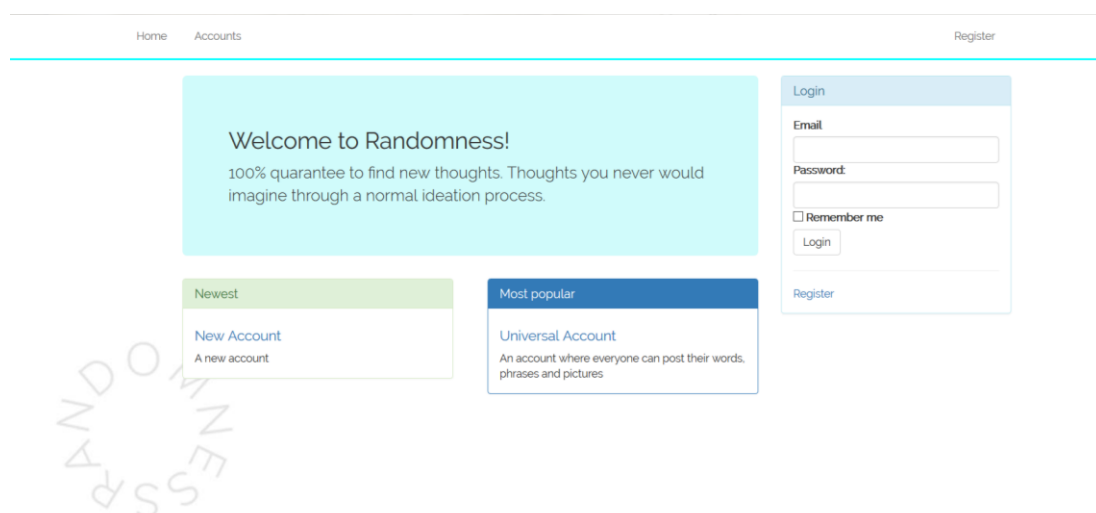 Home Accounts Register
Welcome to Randomness!
100% quarantee to find new thoughts. Thoughts you never would
imagine through a normal ideation process.
Login
Email
Password:
Remember me
Login
Register
Newest
New Account
A new account
Most popular
Universal Account
An account where everyone can post their words,
phrases and pictures
RANDOMNESS